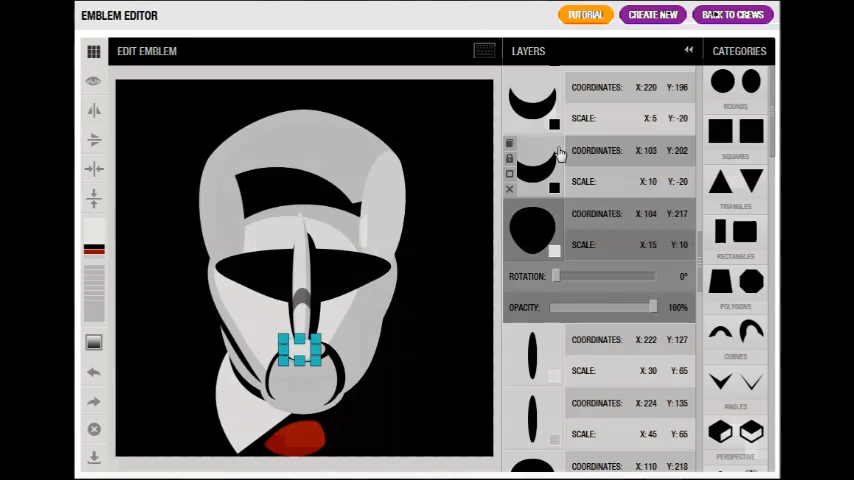 EMBLEM EDITOR
TUTORIAL
CREATE NEW
BACK TO CREWS
EDIT EMBLEM
LAYERS
CATEGORIES
COORDINATES: X: 220 Y: 196
SCALE: X: 5 Y: -20
COORDINATES: X: 103 Y: 202
SCALE: X: 10 Y: -20
COORDINATES: X: 104 Y: 217
SCALE: X: 15 Y: 10
ROTATION: 0°
OPACITY: 100%
COORDINATES: X: 222 Y: 127
SCALE: X: 30 Y: 65
COORDINATES: X: 224 Y: 135
SCALE: X: 45 Y: 65
COORDINATES: X: 110 Y: 218
ROUNDS
SQUARES
TRIANGLES
RECTANGLES
POLYGONS
CURVES
ANGLES
PERSPECTIVE